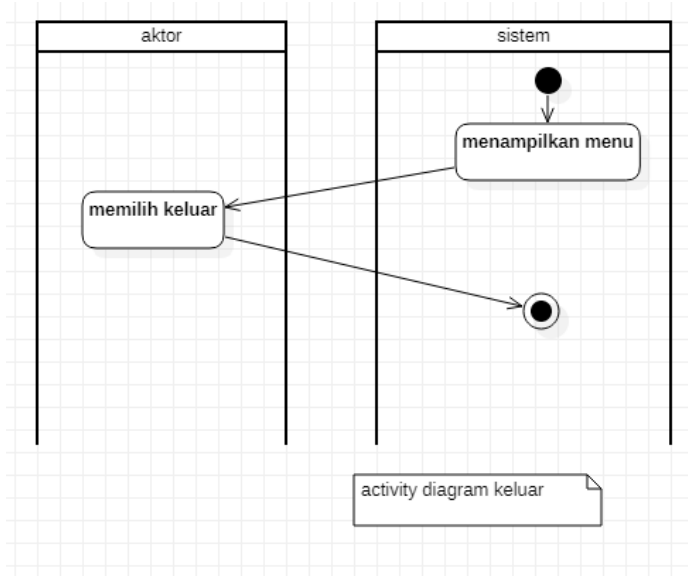 aktor
sistem
menampilkan menu
memilih keluar
activity diagram keluar